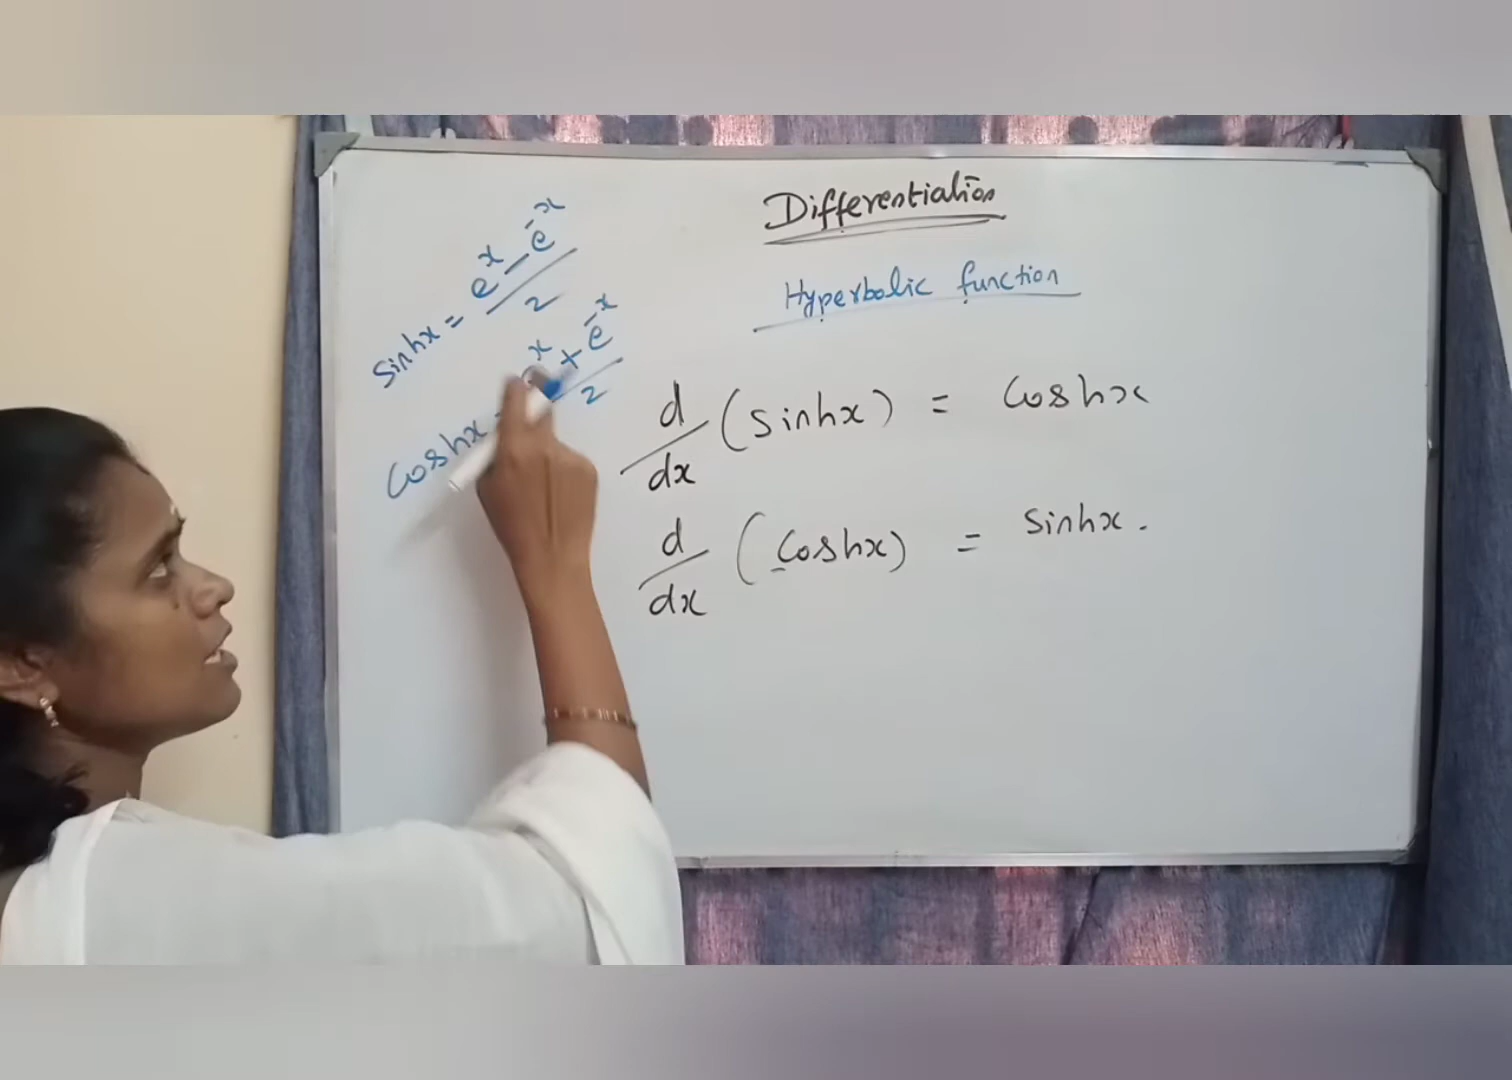 Differentiation
Hyperbolic function
sinhx = e^x - e^-x / 2
coshx = e^x + e^-x / 2
d/dx (sinhx) = coshx
d/dx (coshx) = sinhx.